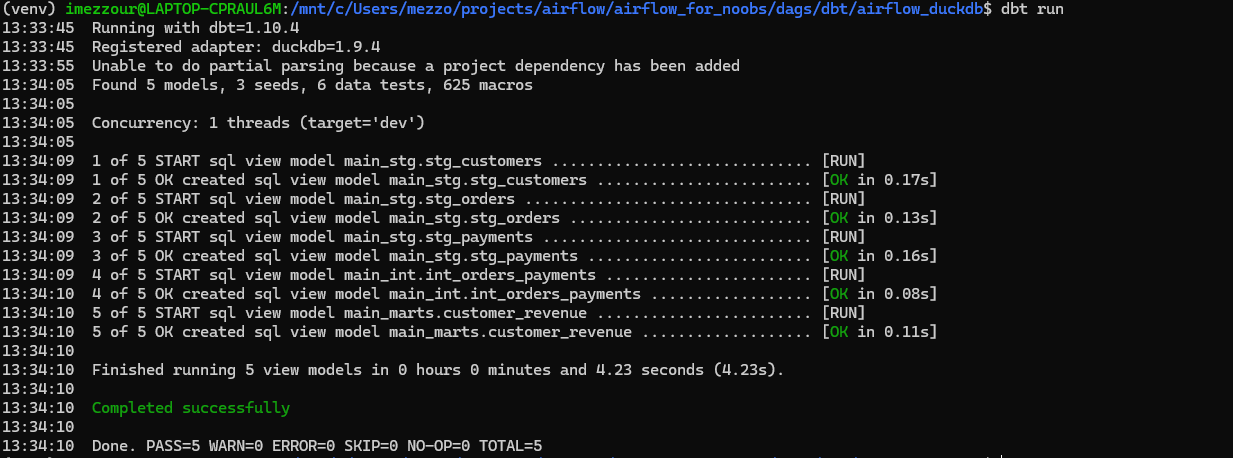 (venv) imezzour@LAPTOP-CPRAUL6M:/mnt/c/Users/mezzo/projects/airflow/airflow_for_noobs/dags/dbt/airflow_duckdb$ dbt run
13:33:45  Running with dbt=1.10.4
13:33:45  Registered adapter: duckdb=1.9.4
13:33:55  Unable to do partial parsing because a project dependency has been added
13:34:05  Found 5 models, 3 seeds, 6 data tests, 625 macros
13:34:05
13:34:05  Concurrency: 1 threads (target='dev')
13:34:05
13:34:09  1 of 5 START sql view model main_stg.stg_customers ............................. [RUN]
13:34:09  1 of 5 OK created sql view model main_stg.stg_customers ........................ [OK in 0.17s]
13:34:09  2 of 5 START sql view model main_stg.stg_orders ................................ [RUN]
13:34:09  2 of 5 OK created sql view model main_stg.stg_orders ........................... [OK in 0.13s]
13:34:09  3 of 5 START sql view model main_stg.stg_payments .............................. [RUN]
13:34:09  3 of 5 OK created sql view model main_stg.stg_payments ......................... [OK in 0.16s]
13:34:09  4 of 5 START sql view model main_int.int_orders_payments ....................... [RUN]
13:34:10  4 of 5 OK created sql view model main_int.int_orders_payments .................. [OK in 0.08s]
13:34:10  5 of 5 START sql view model main_marts.customer_revenue ........................ [RUN]
13:34:10  5 of 5 OK created sql view model main_marts.customer_revenue ................... [OK in 0.11s]
13:34:10
13:34:10  Finished running 5 view models in 0 hours 0 minutes and 4.23 seconds (4.23s).
13:34:10
13:34:10  Completed successfully
13:34:10
13:34:10  Done. PASS=5 WARN=0 ERROR=0 SKIP=0 NO-OP=0 TOTAL=5